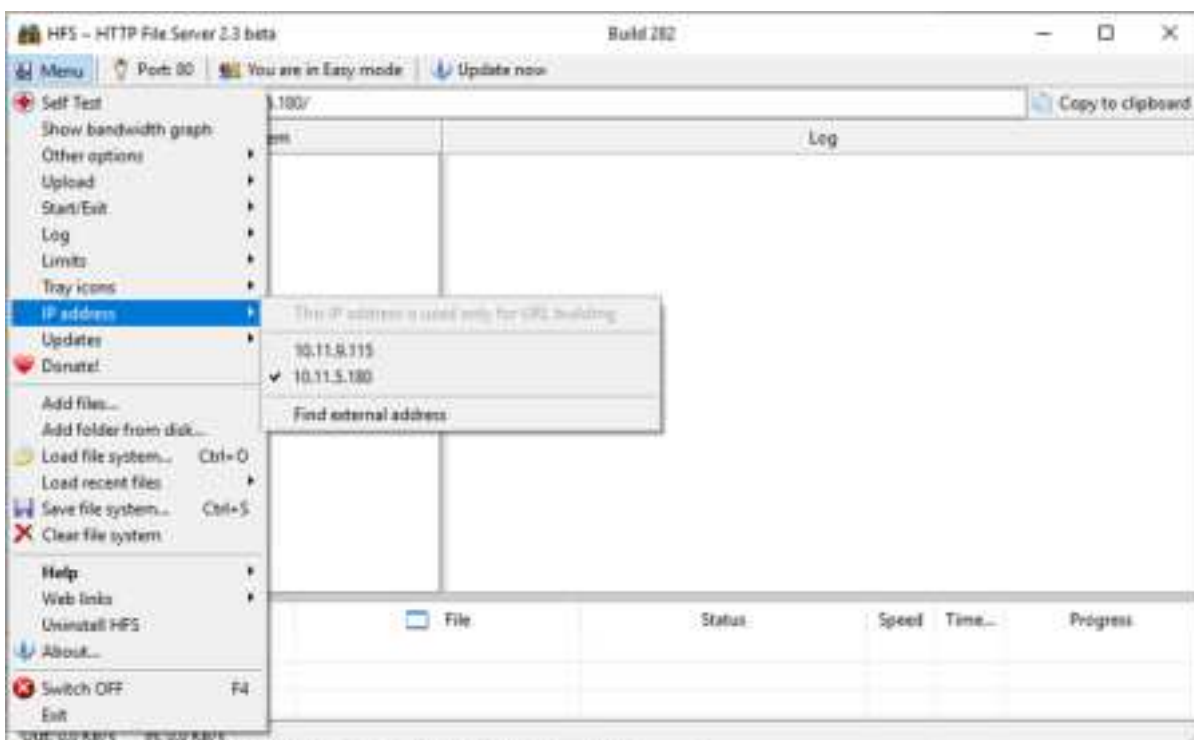 HFS ~ HTTP File Server 2.3 beta Build 282
Menu Port: 80 You are in Easy mode Update now
5.180/ Copy to clipboard
Log
Self Test
Show bandwidth graph
Other options
Upload
Start/Exit
Log
Limits
Tray icons
IP address
Updates
Donate!
Add files...
Add folder from disk...
Load file system... Ctrl+O
Load recent files
Save file system... Ctrl+S
Clear file system
Help
Web links
Uninstall HFS
About...
Switch OFF F4
Exit
This IP address is used only for URL building
10.11.9.115
10.11.5.180
Find external address
File Status Speed Time... Progress